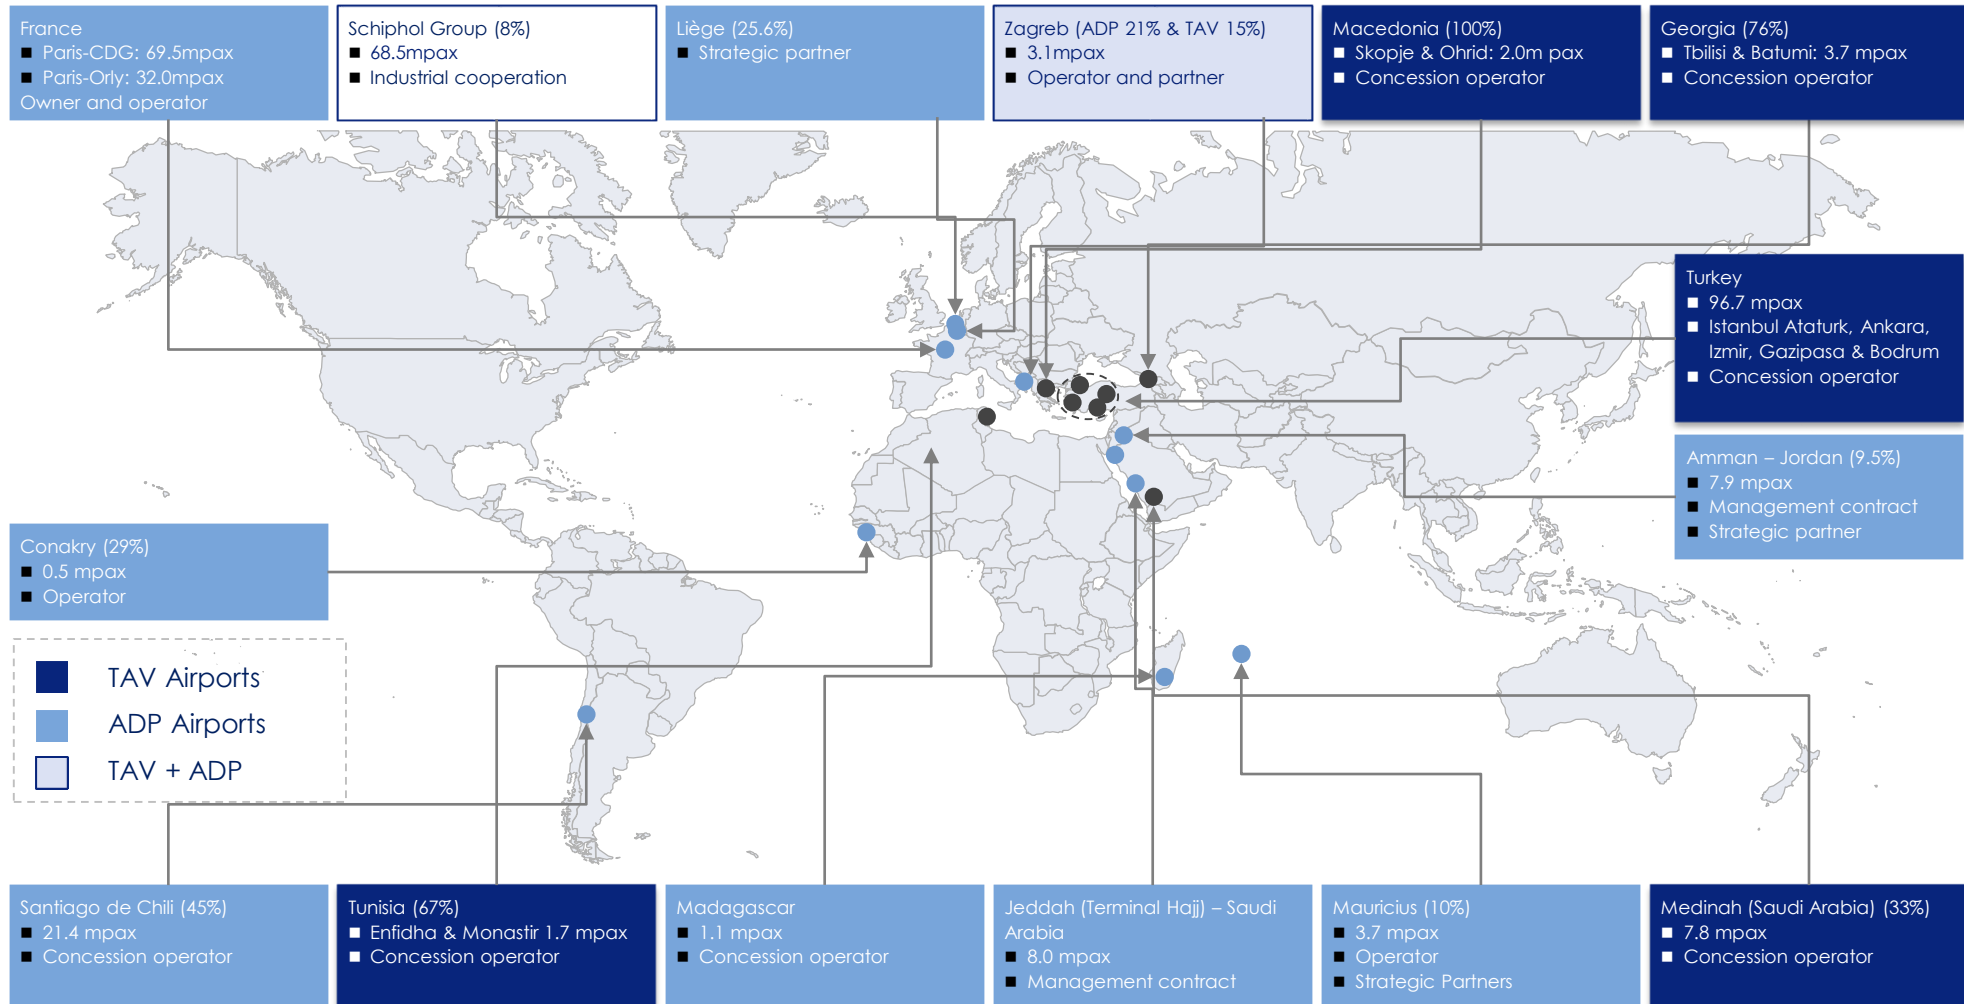 France
■ Paris-CDG: 69.5mpax
■ Paris-Orly: 32.0mpax
Owner and operator
Schiphol Group (8%)
■ 68.5mpax
■ Industrial cooperation
Liège (25.6%)
■ Strategic partner
Zagreb (ADP 21% & TAV 15%)
■ 3.1mpax
■ Operator and partner
Macedonia (100%)
■ Skopje & Ohrid: 2.0m pax
■ Concession operator
Georgia (76%)
■ Tbilisi & Batumi: 3.7 mpax
■ Concession operator
Turkey
■ 96.7 mpax
■ Istanbul Ataturk, Ankara,
Izmir, Gazipasa & Bodrum
■ Concession operator
Amman – Jordan (9.5%)
■ 7.9 mpax
■ Management contract
■ Strategic partner
Conakry (29%)
■ 0.5 mpax
■ Operator
TAV Airports
ADP Airports
TAV + ADP
Santiago de Chili (45%)
■ 21.4 mpax
■ Concession operator
Tunisia (67%)
■ Enfidha & Monastir 1.7 mpax
■ Concession operator
Madagascar
■ 1.1 mpax
■ Concession operator
Jeddah (Terminal Hajj) – Saudi
Arabia
■ 8.0 mpax
■ Management contract
Mauricius (10%)
■ 3.7 mpax
■ Operator
■ Strategic Partners
Medinah (Saudi Arabia) (33%)
■ 7.8 mpax
■ Concession operator